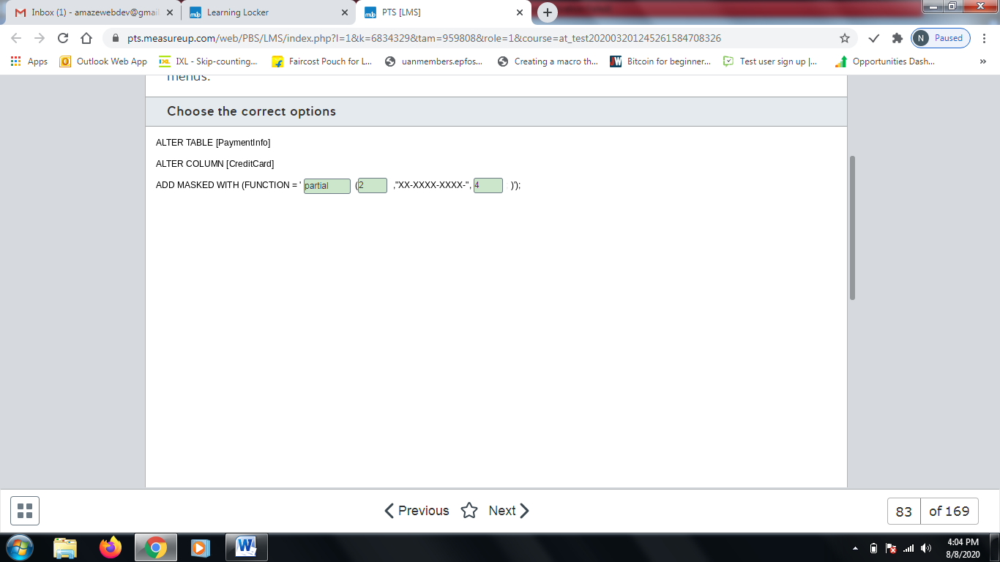 Inbox (1) - amazewebdev@gmail
Learning Locker
PTS [LMS]
pts.measureup.com/web/PBS/LMS/index.php?l=1&k=6834329&tam=959808&role=1&course=at_test202003201245261584708326
N Paused
Apps
Outlook Web App
IXL - Skip-counting...
Faircost Pouch for L...
uanmembers.epfos...
Creating a macro th...
Bitcoin for beginner...
Test user sign up |...
Opportunities Dash...
»
menus.
Choose the correct options
ALTER TABLE [PaymentInfo]
ALTER COLUMN [CreditCard]
ADD MASKED WITH (FUNCTION = ' partial (2 ,"XX-XXXX-XXXX-", 4 )');
Previous
Next
83 of 169
4:04 PM
8/8/2020